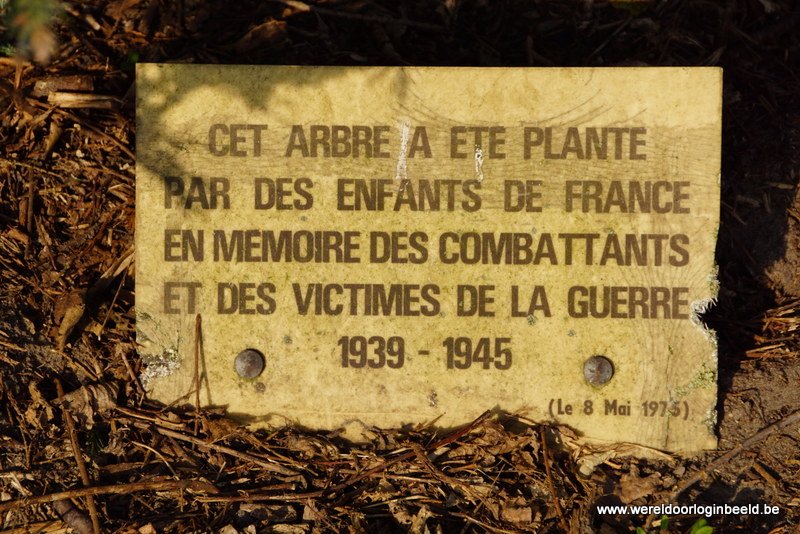 CET ARBRE A ETE PLANTE
PAR DES ENFANTS DE FRANCE
EN MEMOIRE DES COMBATTANTS
ET DES VICTIMES DE LA GUERRE
1939 - 1945
(Le 8 Mai 1975)
www.wereldoorloginbeeld.be